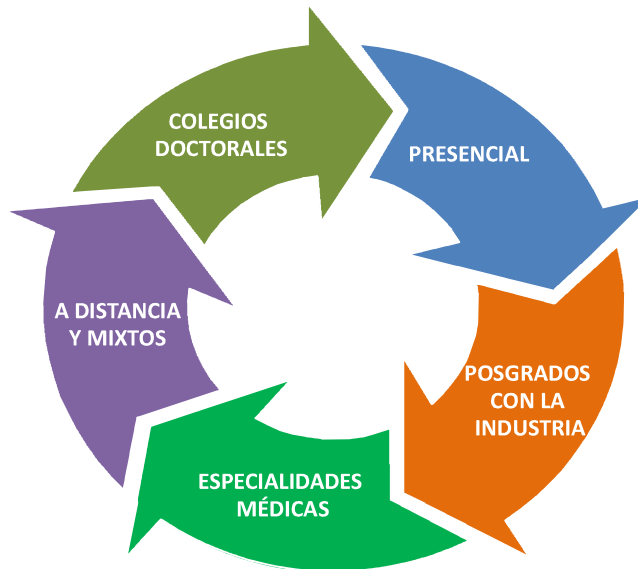 COLEGIOS
DOCTORALES
PRESENCIAL
A DISTANCIA
Y MIXTOS
POSGRADOS
CON LA
INDUSTRIA
ESPECIALIDADES
MÉDICAS